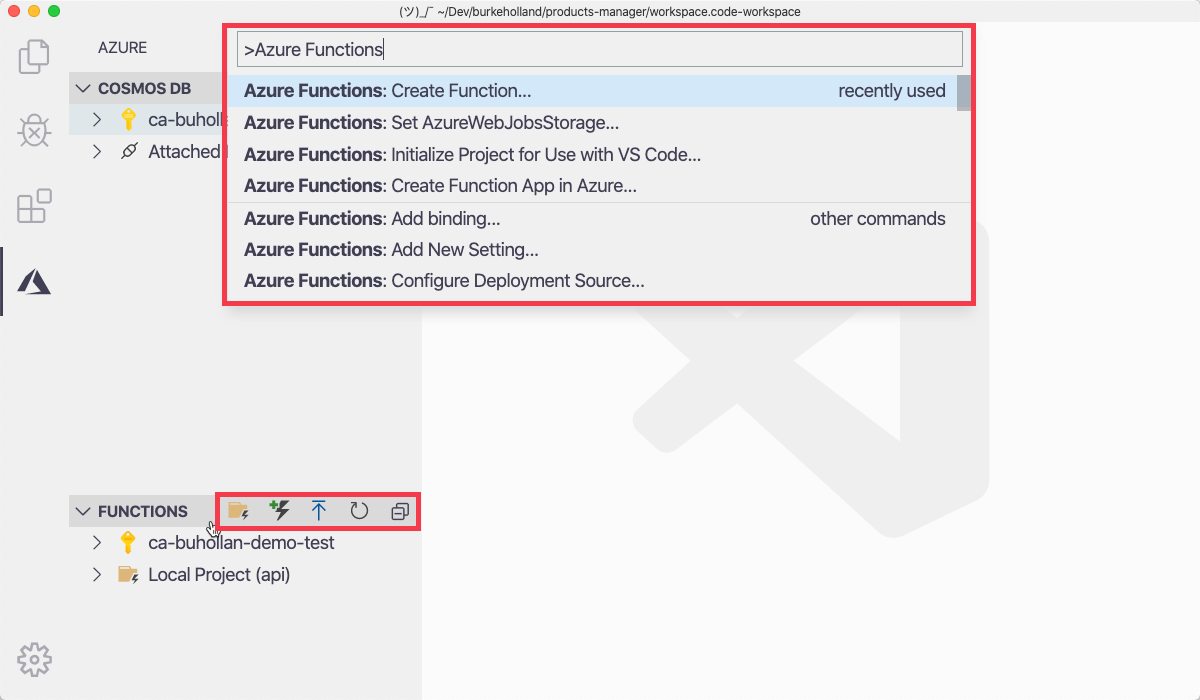 (ツ)_/¯ ~/Dev/burkeholland/products-manager/workspace.code-workspace
AZURE
COSMOS DB
ca-buholl
Attached
>Azure Functions
Azure Functions: Create Function... recently used
Azure Functions: Set AzureWebJobsStorage...
Azure Functions: Initialize Project for Use with VS Code...
Azure Functions: Create Function App in Azure...
Azure Functions: Add binding... other commands
Azure Functions: Add New Setting...
Azure Functions: Configure Deployment Source...
FUNCTIONS
ca-buhollan-demo-test
Local Project (api)